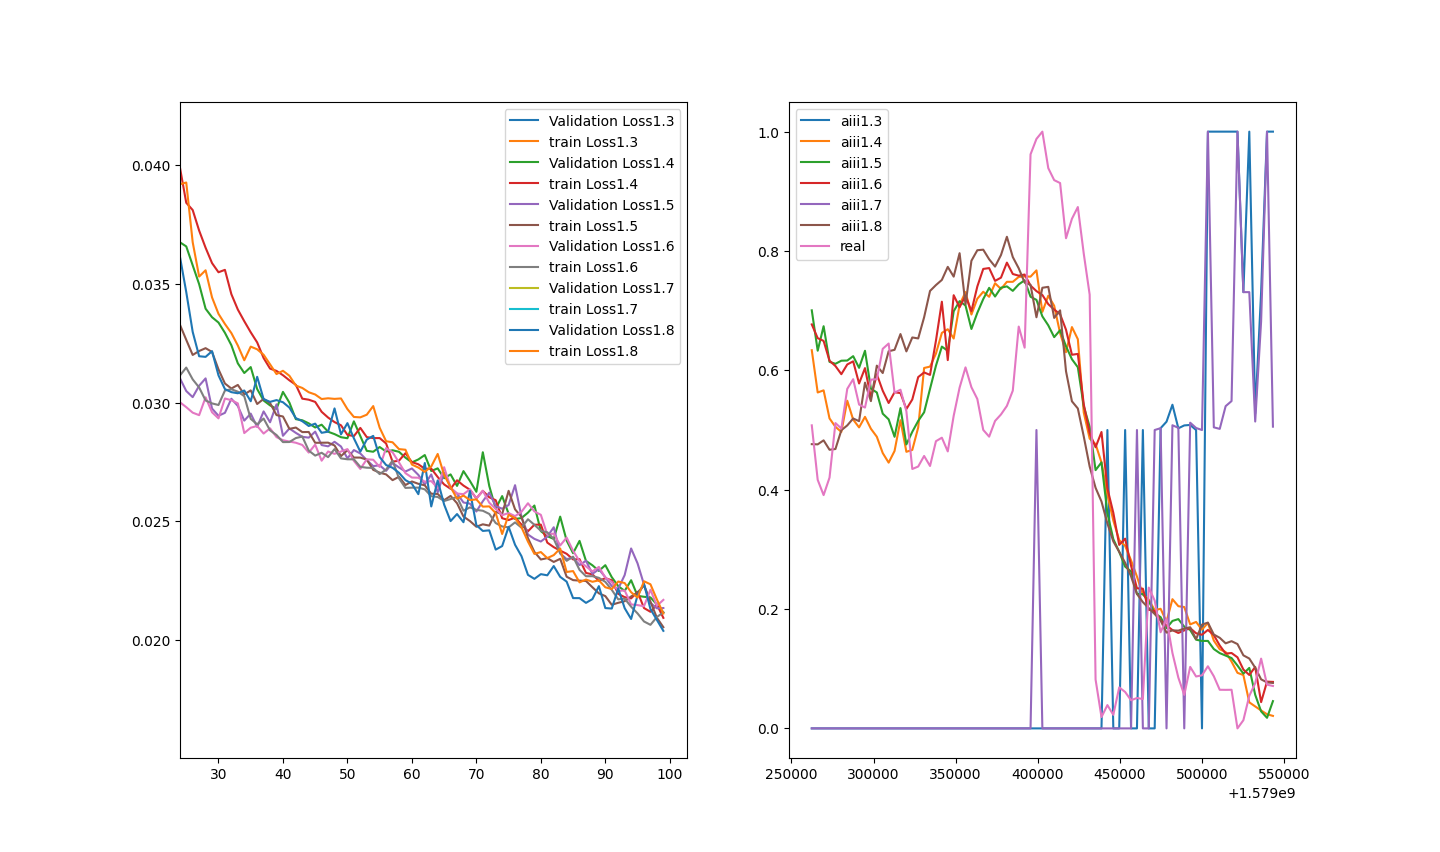 0.040
0.035
0.030
0.025
0.020
30 40 50 60 70 80 90 100
Validation Loss1.3
train Loss1.3
Validation Loss1.4
train Loss1.4
Validation Loss1.5
train Loss1.5
Validation Loss1.6
train Loss1.6
Validation Loss1.7
train Loss1.7
Validation Loss1.8
train Loss1.8
1.0
0.8
0.6
0.4
0.2
0.0
250000 300000 350000 400000 450000 500000 550000
+1.579e9
aiii1.3
aiii1.4
aiii1.5
aiii1.6
aiii1.7
aiii1.8
real